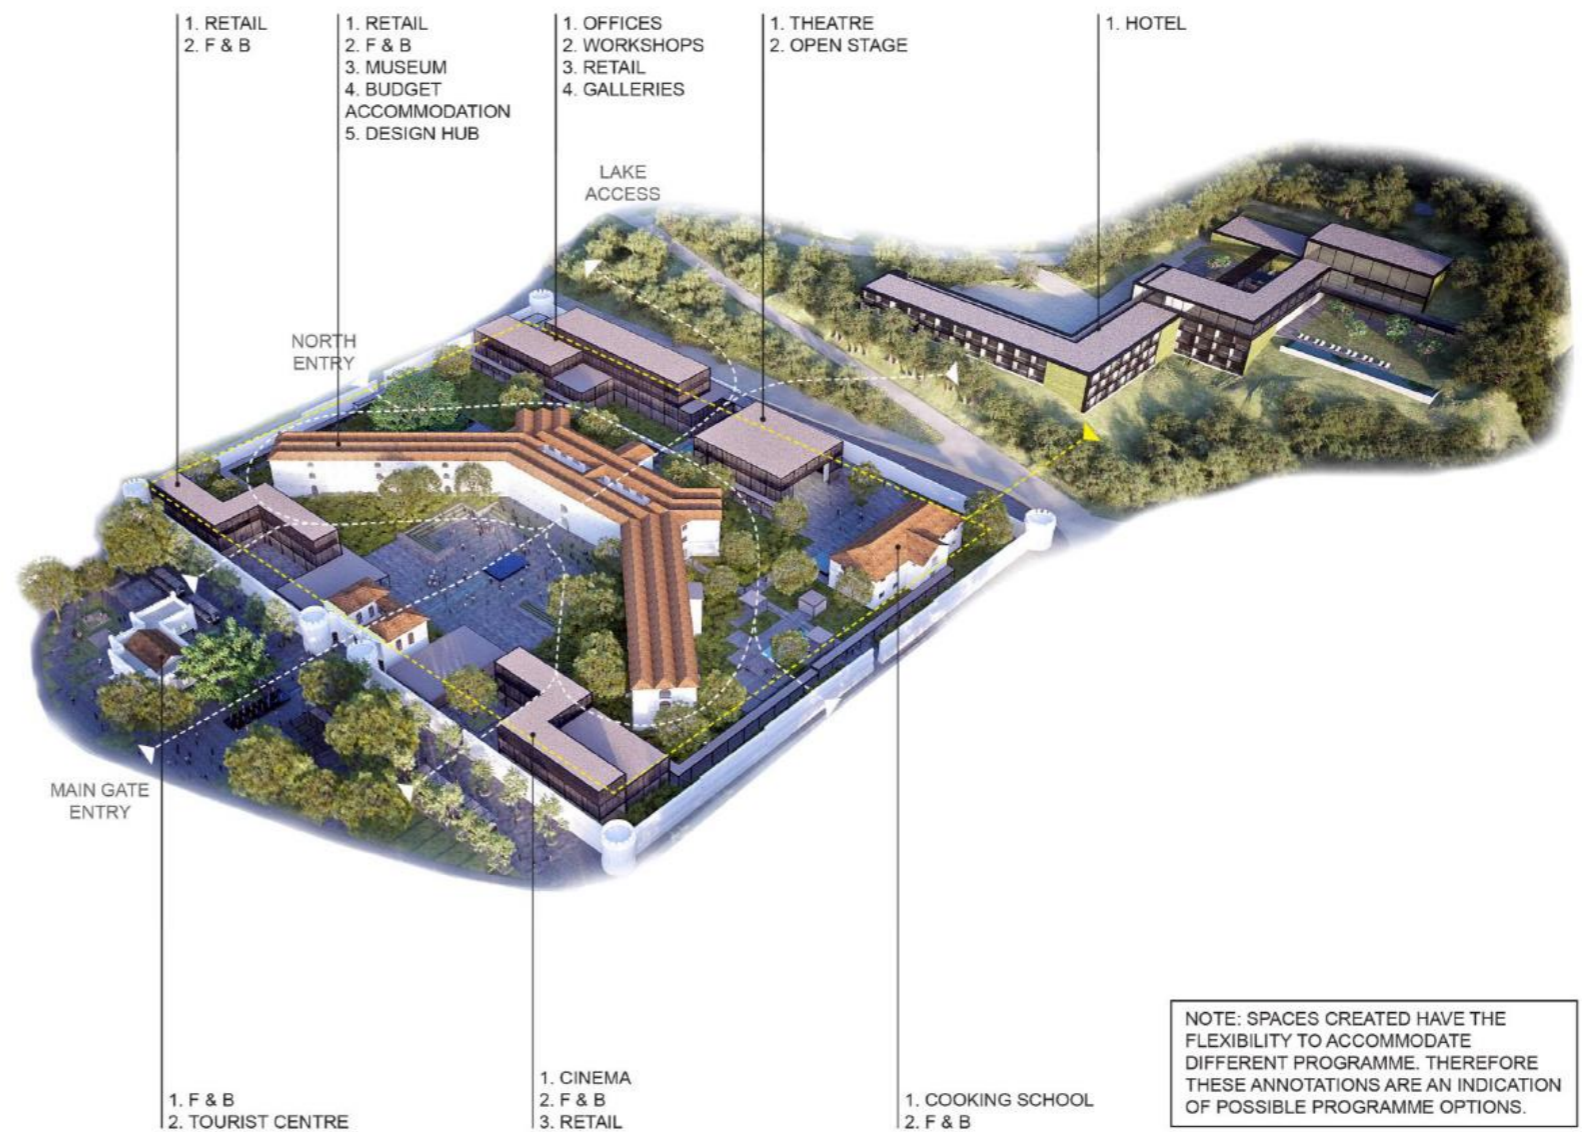 1. RETAIL
2. F & B
1. RETAIL
2. F & B
3. MUSEUM
4. BUDGET
ACCOMMODATION
5. DESIGN HUB
1. OFFICES
2. WORKSHOPS
3. RETAIL
4. GALLERIES
1. THEATRE
2. OPEN STAGE
1. HOTEL
LAKE
ACCESS
NORTH
ENTRY
MAIN GATE
ENTRY
1. F & B
2. TOURIST CENTRE
1. CINEMA
2. F & B
3. RETAIL
1. COOKING SCHOOL
2. F & B
NOTE: SPACES CREATED HAVE THE
FLEXIBILITY TO ACCOMMODATE
DIFFERENT PROGRAMME. THEREFORE
THESE ANNOTATIONS ARE AN INDICATION
OF POSSIBLE PROGRAMME OPTIONS.